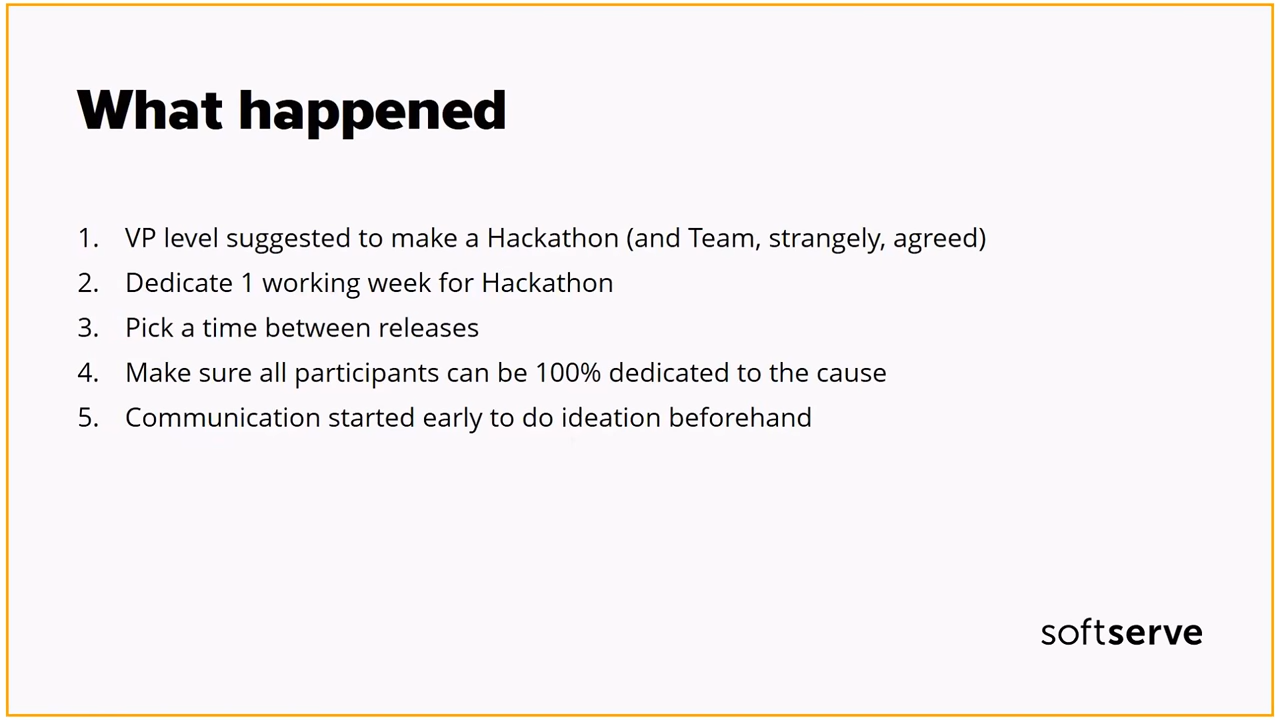 What happened
1. VP level suggested to make a Hackathon (and Team, strangely, agreed)
2. Dedicate 1 working week for Hackathon
3. Pick a time between releases
4. Make sure all participants can be 100% dedicated to the cause
5. Communication started early to do ideation beforehand
softserve